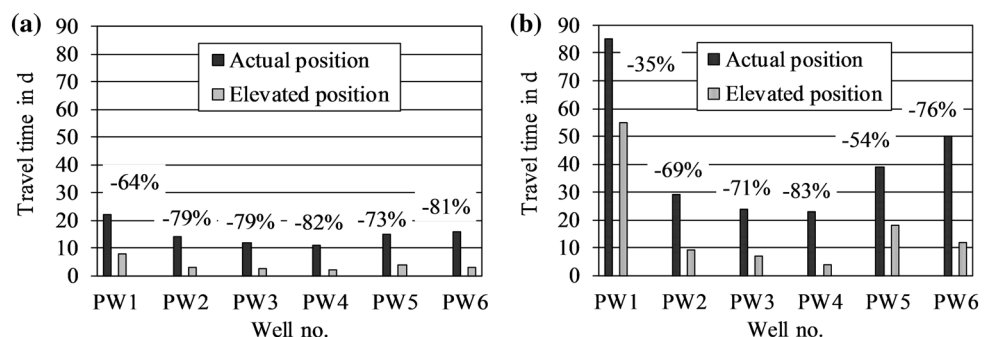 (a)
Travel time in d
90
80
70
60
50
40
30
20
10
0
Actual position
Elevated position
-64%
-79%
-79%
-82%
-73%
-81%
PW1 PW2 PW3 PW4 PW5 PW6
Well no.
(b)
Travel time in d
90
80
70
60
50
40
30
20
10
0
Actual position
Elevated position
-35%
-69%
-71%
-83%
-54%
-76%
PW1 PW2 PW3 PW4 PW5 PW6
Well no.